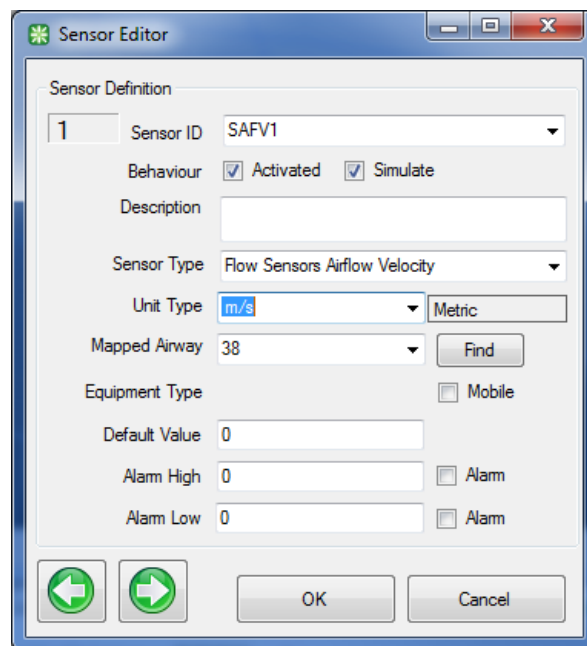 Sensor Editor
Sensor Definition
1 Sensor ID SAFV1
Behaviour Activated Simulate
Description
Sensor Type Flow Sensors Airflow Velocity
Unit Type m/s Metric
Mapped Airway 38 Find
Equipment Type Mobile
Default Value 0
Alarm High 0 Alarm
Alarm Low 0 Alarm
OK Cancel